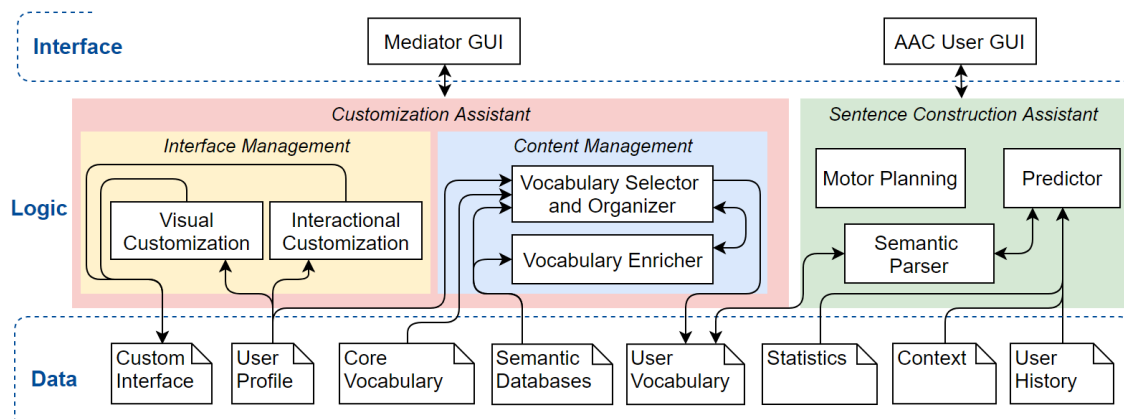 Interface
Mediator GUI
AAC User GUI
Customization Assistant
Sentence Construction Assistant
Interface Management
Content Management
Logic
Visual
Customization
Interactional
Customization
Vocabulary Selector
and Organizer
Vocabulary Enricher
Motor Planning
Predictor
Semantic
Parser
Data
Custom
Interface
User
Profile
Core
Vocabulary
Semantic
Databases
User
Vocabulary
Statistics
Context
User
History